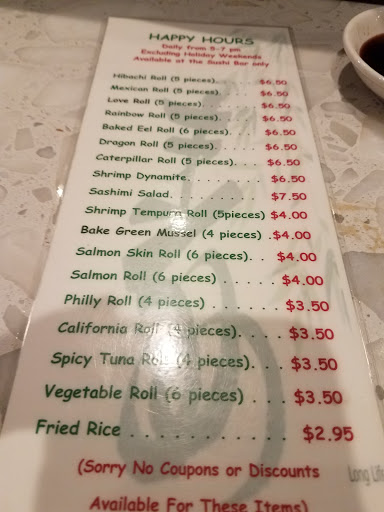 HAPPY HOURS
Daily from 5-7 pm
Excluding Holiday Weekends
Available at the Sushi Bar only
Hibachi Roll (5 pieces). . . . . . . $6.50
Mexican Roll (5 pieces). . . . . . $6.50
Love Roll (5 pieces). . . . . . . . $6.50
Rainbow Roll (5 pieces). . . . . . $6.50
Baked Eel Roll (6 pieces). . . . . $6.50
Dragon Roll (5 pieces). . . . . . $6.50
Caterpillar Roll (5 pieces). . . . $6.50
Shrimp Dynamite. . . . . . . . . $6.50
Sashimi Salad. . . . . . . . . . . $7.50
Shrimp Tempura Roll (5pieces) $4.00
Bake Green Mussel (4 pieces) .$4.00
Salmon Skin Roll (6 pieces). . . $4.00
Salmon Roll (6 pieces) . . . . . . $4.00
Philly Roll (4 pieces) . . . . . . . $3.50
California Roll (4 pieces). . . . . $3.50
Spicy Tuna Roll (4 pieces). . . . $3.50
Vegetable Roll (6 pieces) . . . . $3.50
Fried Rice . . . . . . . . . . . $2.95
(Sorry No Coupons or Discounts
Available For These Items)
Long Life